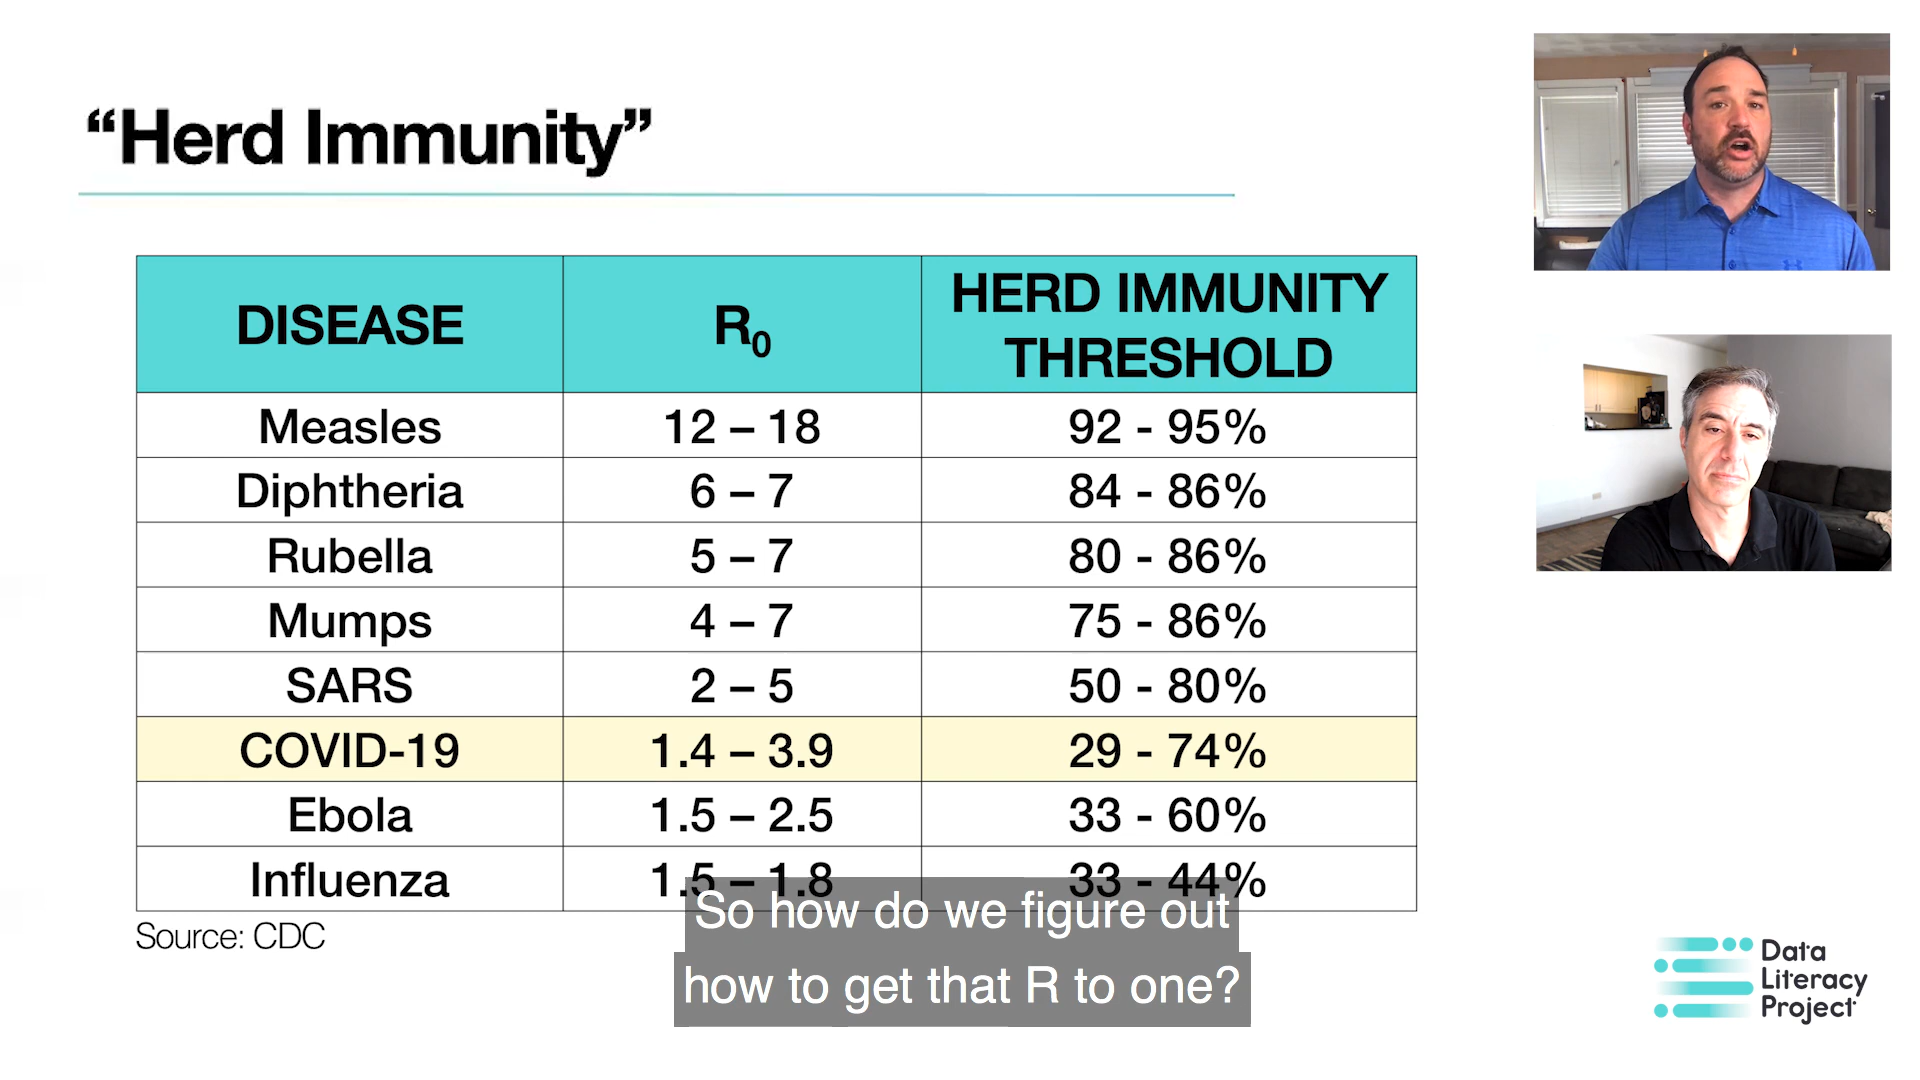 “Herd Immunity”
DISEASE R0 HERD IMMUNITY THRESHOLD
Measles 12 – 18 92 - 95%
Diphtheria 6 – 7 84 - 86%
Rubella 5 – 7 80 - 86%
Mumps 4 – 7 75 - 86%
SARS 2 – 5 50 - 80%
COVID-19 1.4 – 3.9 29 - 74%
Ebola 1.5 – 2.5 33 - 60%
Influenza 1.5 – 1.8 33 - 44%
Source: CDC
So how do we figure out
how to get that R to one?
Data
Literacy
Project